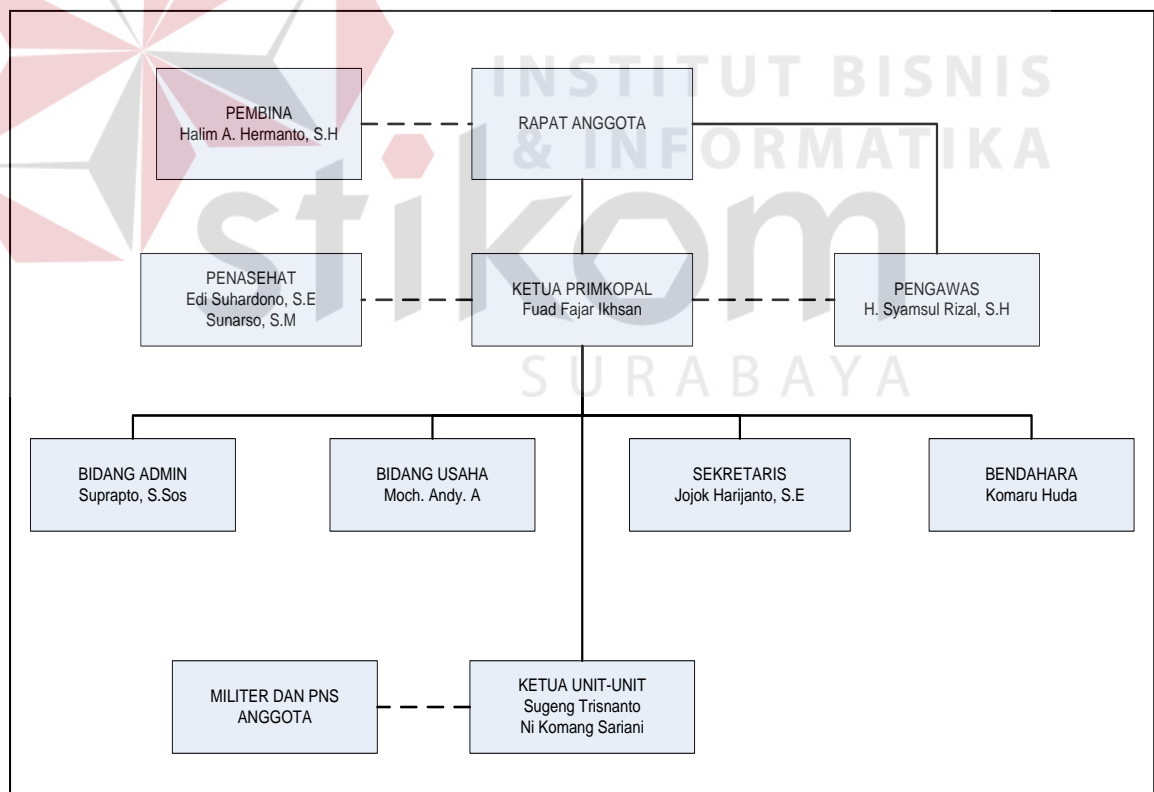 INSTITUT BISNIS
& INFORMATIKA
stikom
SURABAYA
PEMBINA
Halim A. Hermanto, S.H
RAPAT ANGGOTA
PENASEHAT
Edi Suhardono, S.E
Sunarso, S.M
KETUA PRIMKOPAL
Fuad Fajar Ikhsan
PENGAWAS
H. Syamsul Rizal, S.H
BIDANG ADMIN
Suprapto, S.Sos
BIDANG USAHA
Moch. Andy. A
SEKRETARIS
Jojok Harijanto, S.E
BENDAHARA
Komaru Huda
MILITER DAN PNS
ANGGOTA
KETUA UNIT-UNIT
Sugeng Trisnanto
Ni Komang Sariani